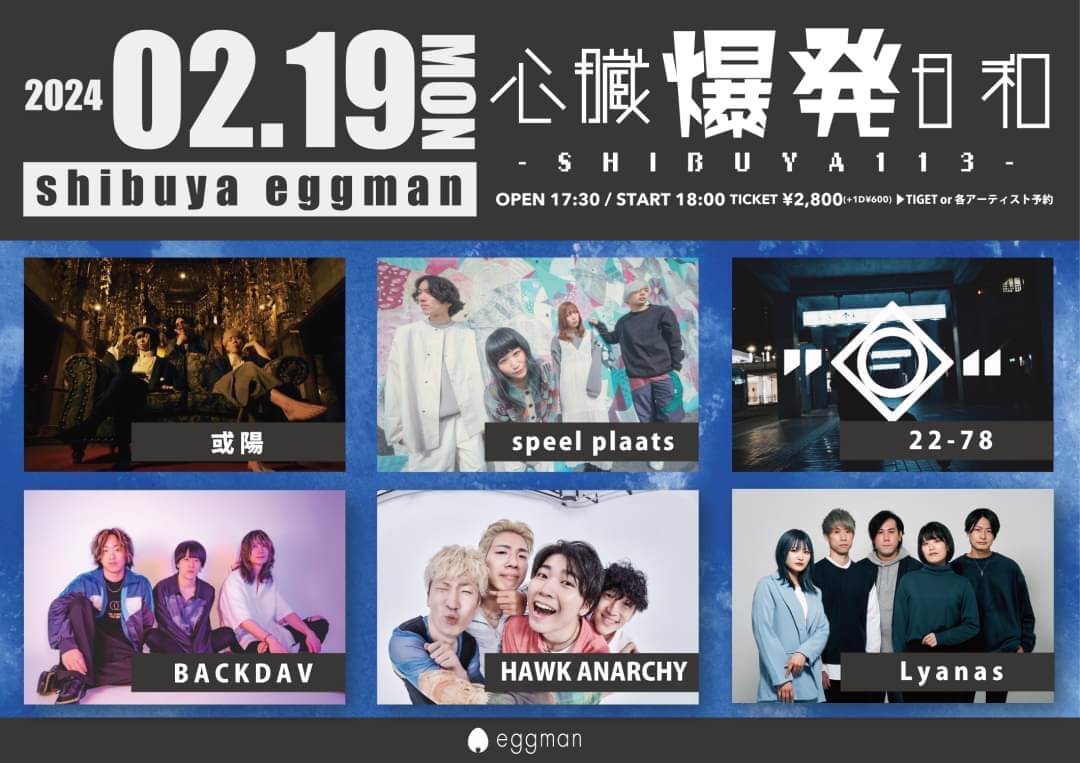 2024 02.19 MON
shibuya eggman
心臓爆発日和
-SHIBUYA113-
OPEN 17:30 / START 18:00 TICKET ¥2,800(+1D¥600) ▶TIGET or 各アーティスト予約
或陽
speel plaats
22-78
BACKDAV
HAWK ANARCHY
Lyanas
eggman